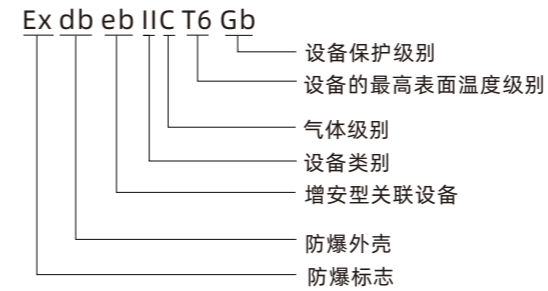 Ex db eb IIC T6 Gb
设备保护级别
设备的最高表面温度级别
气体级别
设备类别
增安型关联设备
防爆外壳
防爆标志